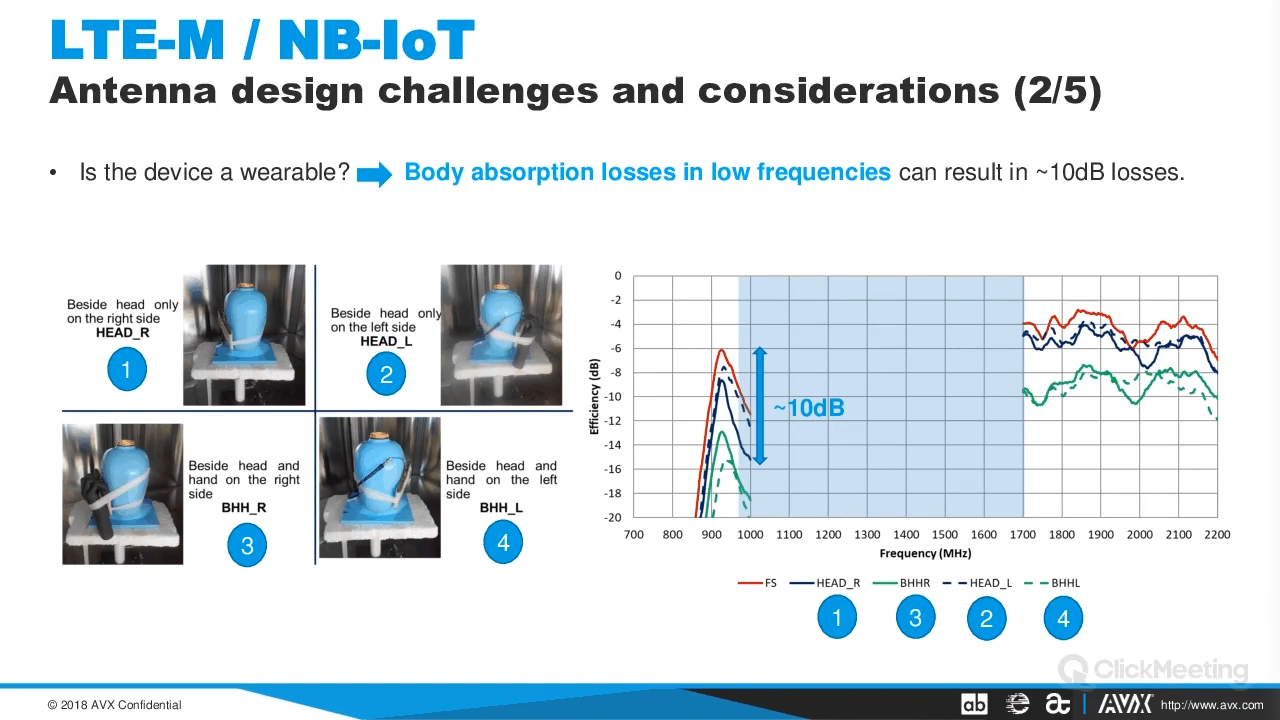 LTE-M / NB-IoT
Antenna design challenges and considerations (2/5)
• Is the device a wearable? Body absorption losses in low frequencies can result in ~10dB losses.
Beside head only
on the right side
HEAD_R
1
Beside head only
on the left side
HEAD_L
2
Beside head and
hand on the right
side
BHH_R
3
Beside head and
hand on the left
side
BHH_L
4
Efficiency (dB)
0
-2
-4
-6
-8
-10
-12
-14
-16
-18
-20
~10dB
700 800 900 1000 1100 1200 1300 1400 1500 1600 1700 1800 1900 2000 2100 2200
Frequency (MHz)
FS HEAD_R BHHR HEAD_L BHHL
1 3 2 4
ClickMeeting
© 2018 AVX Confidential
ab
AVX
http://www.avx.com